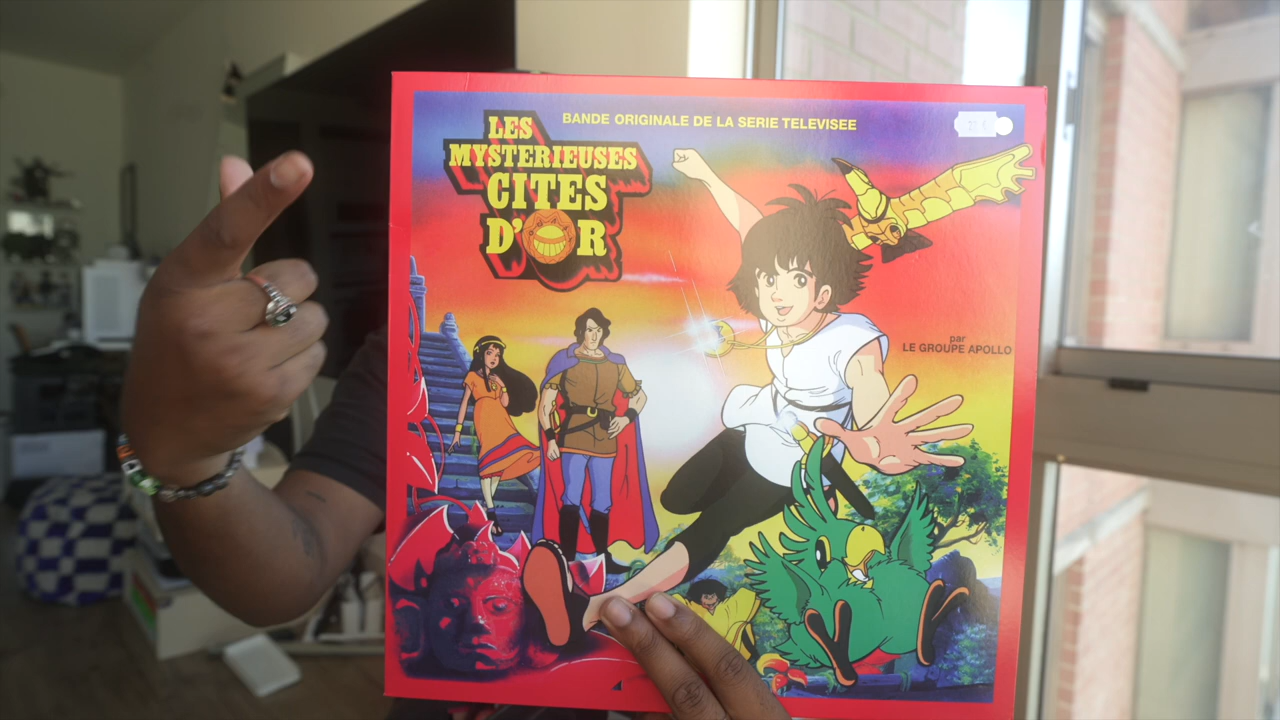 BANDE ORIGINALE DE LA SERIE TELEVISEE
LES
MYSTERIEUSES
CITES
D'OR
par
LE GROUPE APOLLO